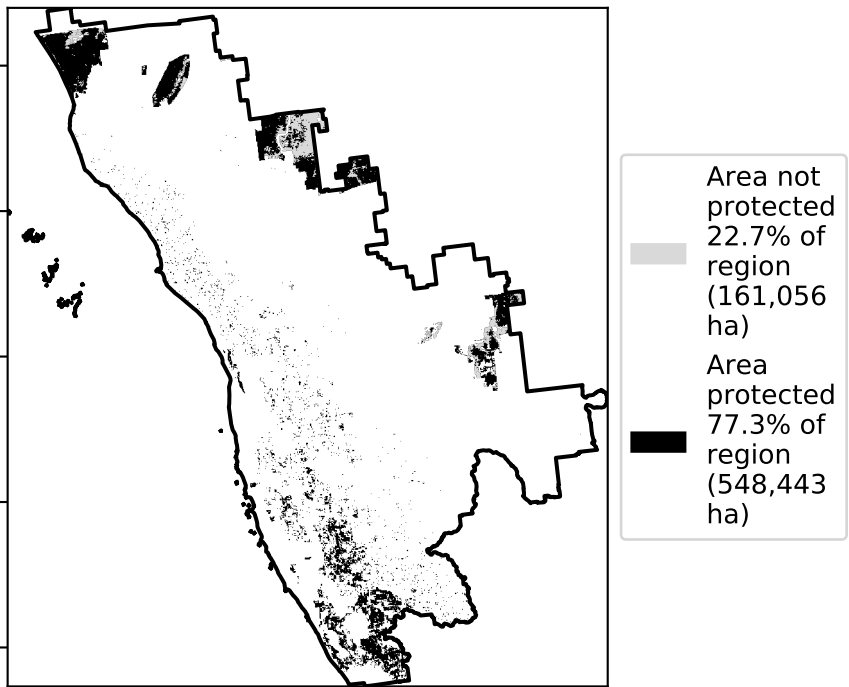 Area not
protected
22.7% of
region
(161,056
ha)
Area
protected
77.3% of
region
(548,443
ha)